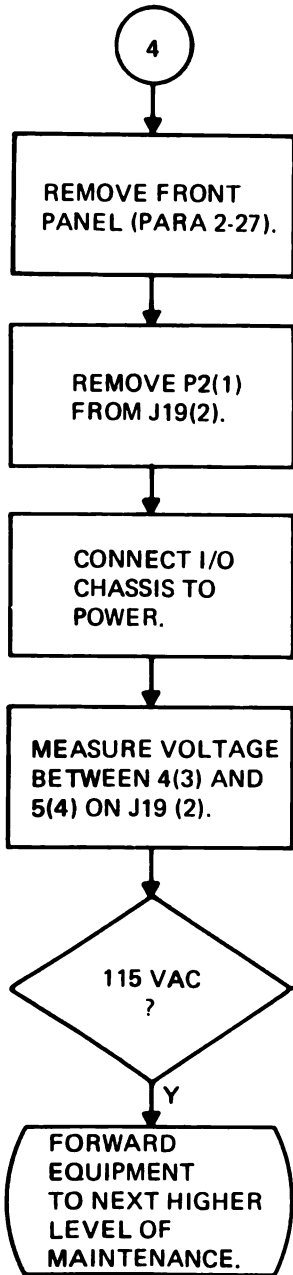 4
REMOVE FRONT
PANEL (PARA 2-27).
REMOVE P2(1)
FROM J19(2).
CONNECT I/O
CHASSIS TO
POWER.
MEASURE VOLTAGE
BETWEEN 4(3) AND
5(4) ON J19 (2).
115 VAC
?
Y
FORWARD
EQUIPMENT
TO NEXT HIGHER
LEVEL OF
MAINTENANCE.